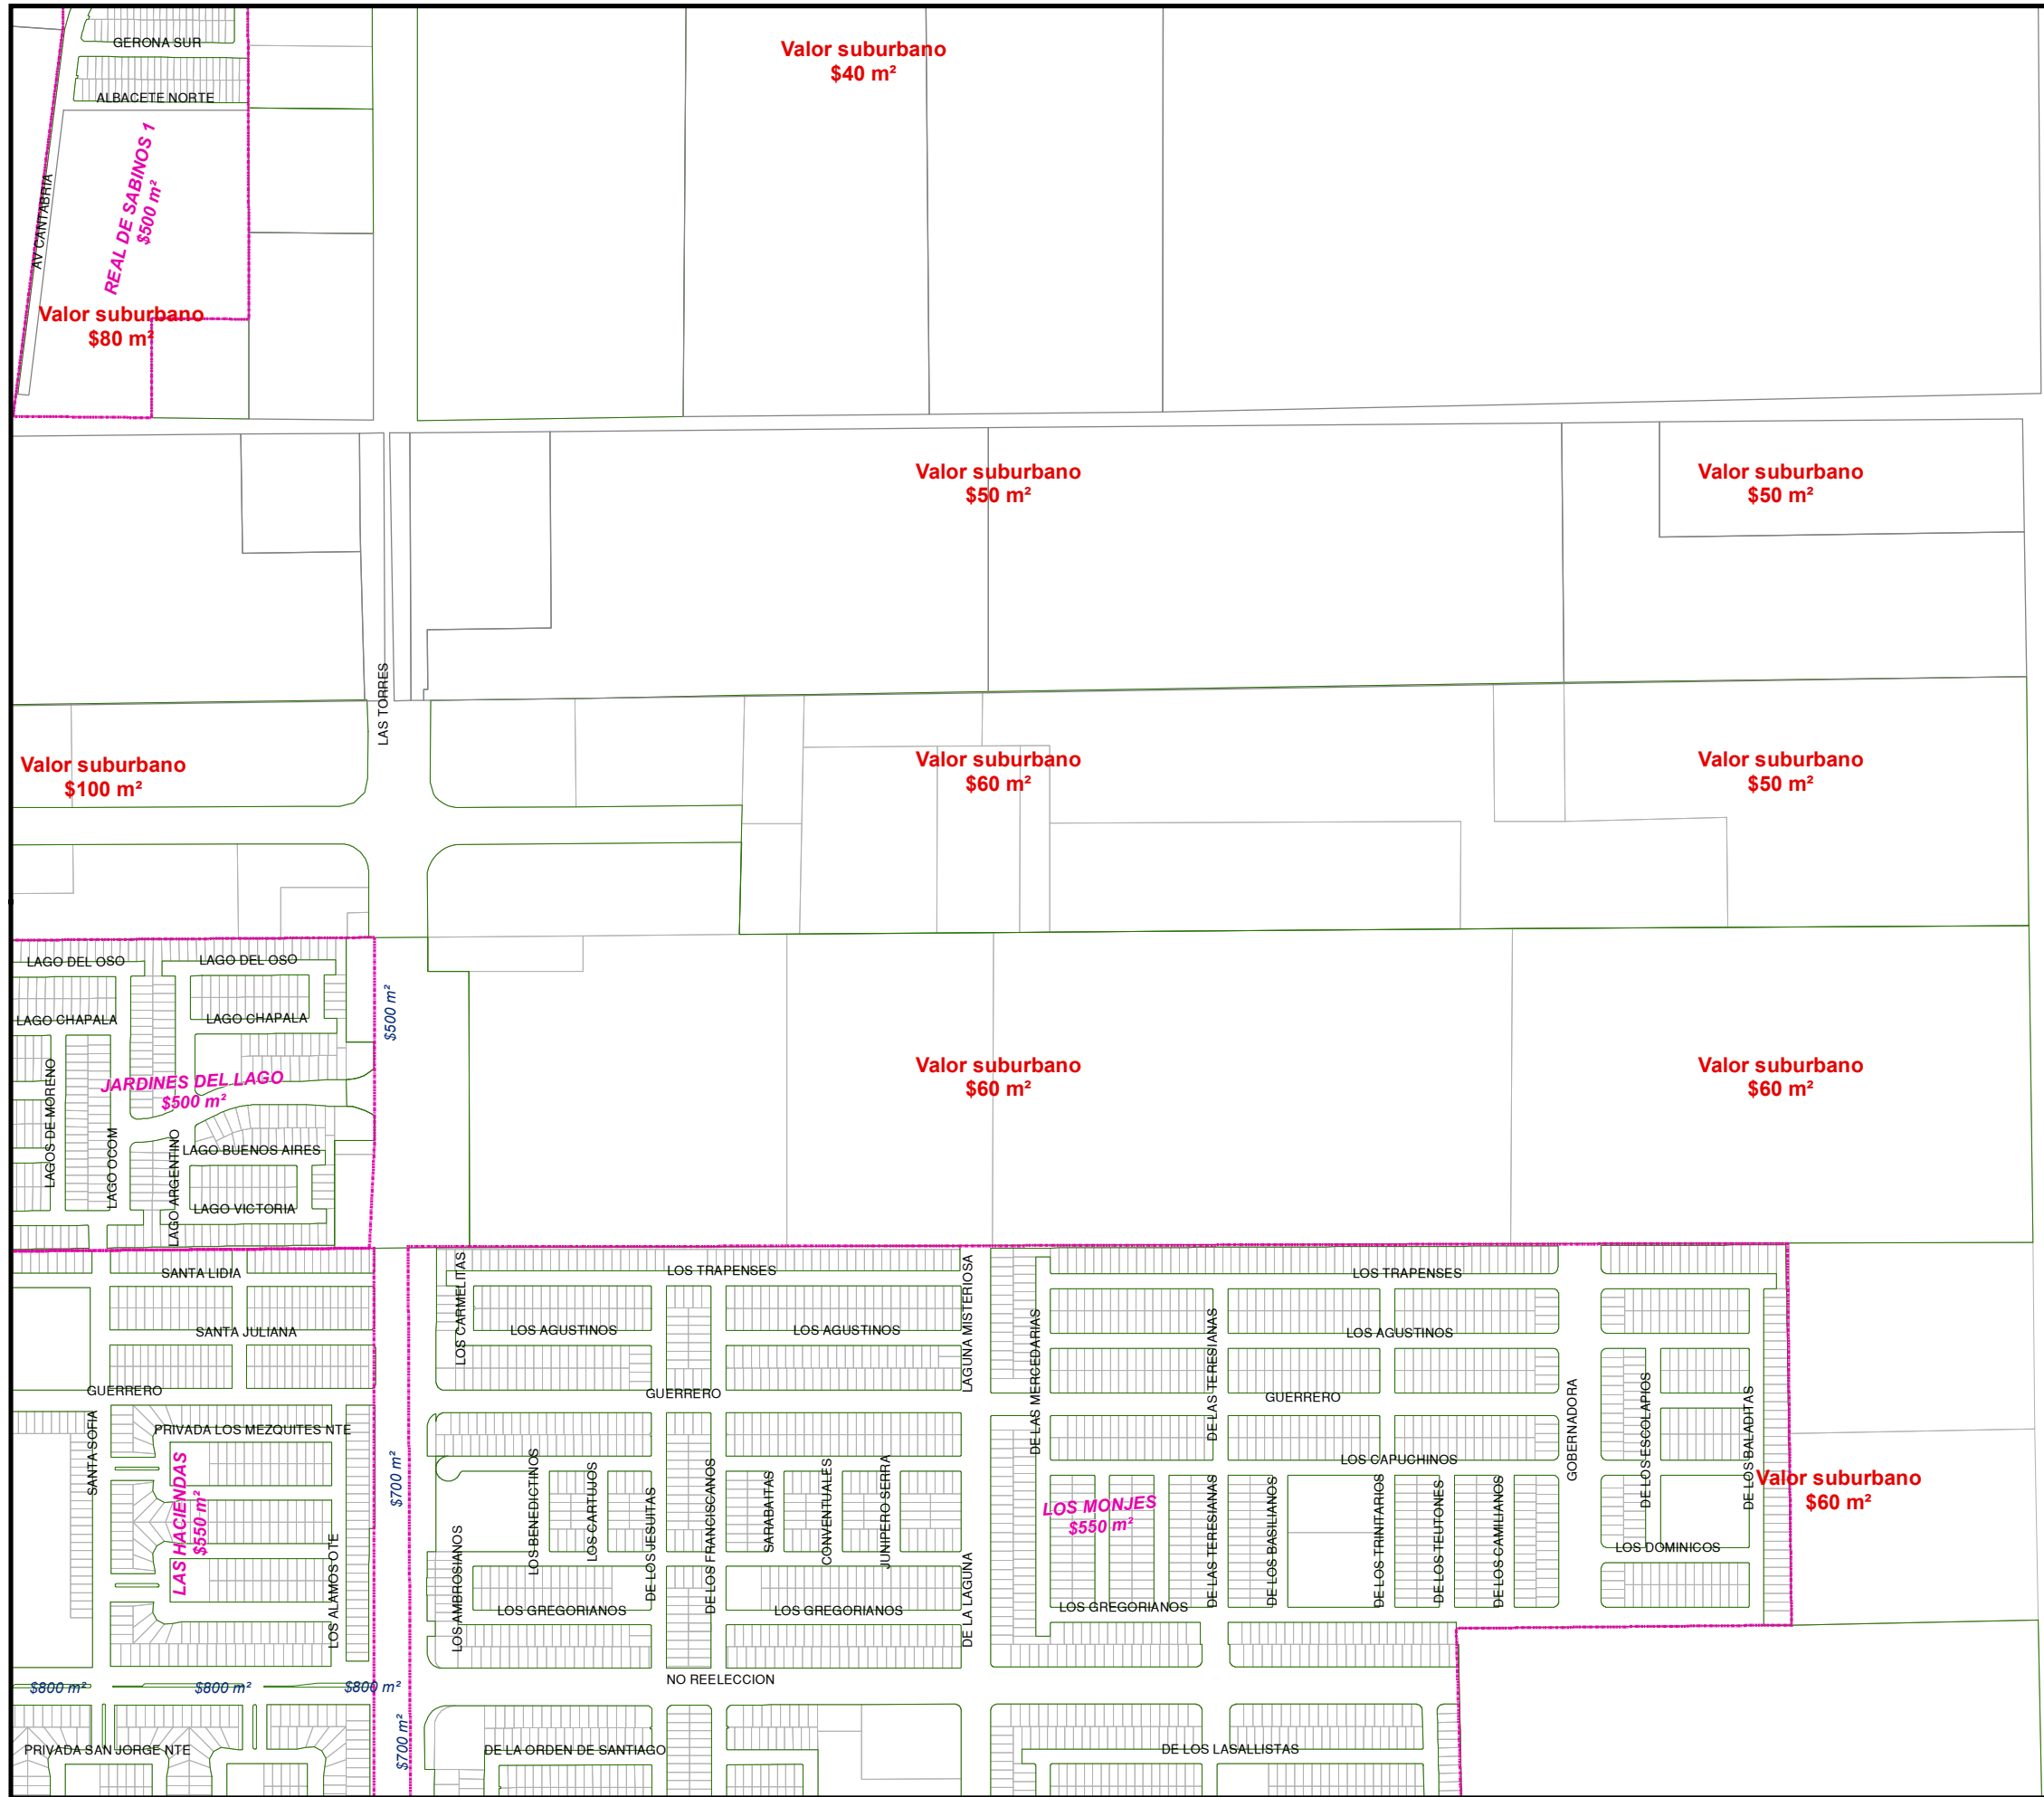 GERONA SUR
Valor suburbano
$40 m²
ALBACETE NORTE
REAL DE SABINOS 1
$500 m²
AV CANTABRIA
Valor suburbano
$80 m²
Valor suburbano
$50 m²
Valor suburbano
$50 m²
LAS TORRES
Valor suburbano
$100 m²
Valor suburbano
$60 m²
Valor suburbano
$50 m²
LAGO DEL OSO
LAGO DEL OSO
$500 m²
LAGO CHAPALA
LAGO CHAPALA
Valor suburbano
$60 m²
Valor suburbano
$60 m²
JARDINES DEL LAGO
$500 m²
LAGOS DE MORENO
LAGO OCOM
LAGO ARGENTINO
LAGO BUENOS AIRES
LAGO VICTORIA
SANTA LIDIA
LOS CARMELITAS
LOS TRAPENSES
LAGUNA MISTERIOSA
LOS TRAPENSES
SANTA JULIANA
LOS AGUSTINOS
LOS AGUSTINOS
DE LAS MERCEDARIAS
DE LAS TERESIANAS
LOS AGUSTINOS
GUERRERO
GUERRERO
GUERRERO
GOBERNADORA
DE LOS ESCOLAPIOS
DE LOS BALADITAS
SANTA SOFIA
PRIVADA LOS MEZQUITES NTE
LOS CAPUCHINOS
$700 m²
LAS HACIENDAS
$550 m²
LOS ALAMOS OTE
LOS AMBROSIANOS
LOS BENEDICTINOS
LOS CARTUJOS
DE LOS JESUITAS
DE LOS FRANCISCANOS
SARABAITAS
CONVENTUALES
JUNIPERO SERRA
DE LA LAGUNA
LOS MONJES
$550 m²
DE LAS TERESIANAS
DE LOS BASILIANOS
DE LOS TRINITARIOS
DE LOS TEUTONES
DE LOS CAMILIANOS
Valor suburbano
$60 m²
LOS DOMINICOS
LOS GREGORIANOS
LOS GREGORIANOS
LOS GREGORIANOS
NO REELECCION
$800 m²
$800 m²
$800 m²
$700 m²
PRIVADA SAN JORGE NTE
DE LA ORDEN DE SANTIAGO
DE LOS LASALLISTAS